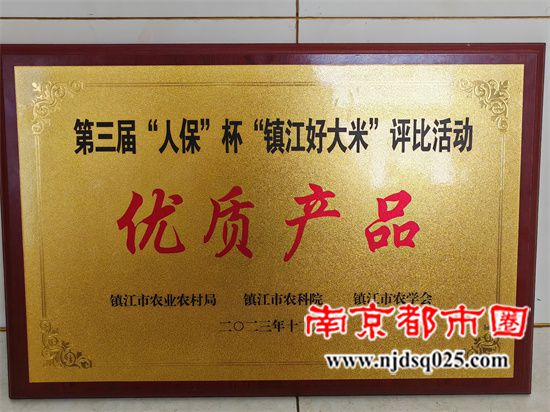 第三届“人保”杯“镇江好大米”评比活动
优质产品
镇江市农业农村局 镇江市农科院 镇江市农学会
二〇二三年十
南京都市圈
www.njdsq025.com